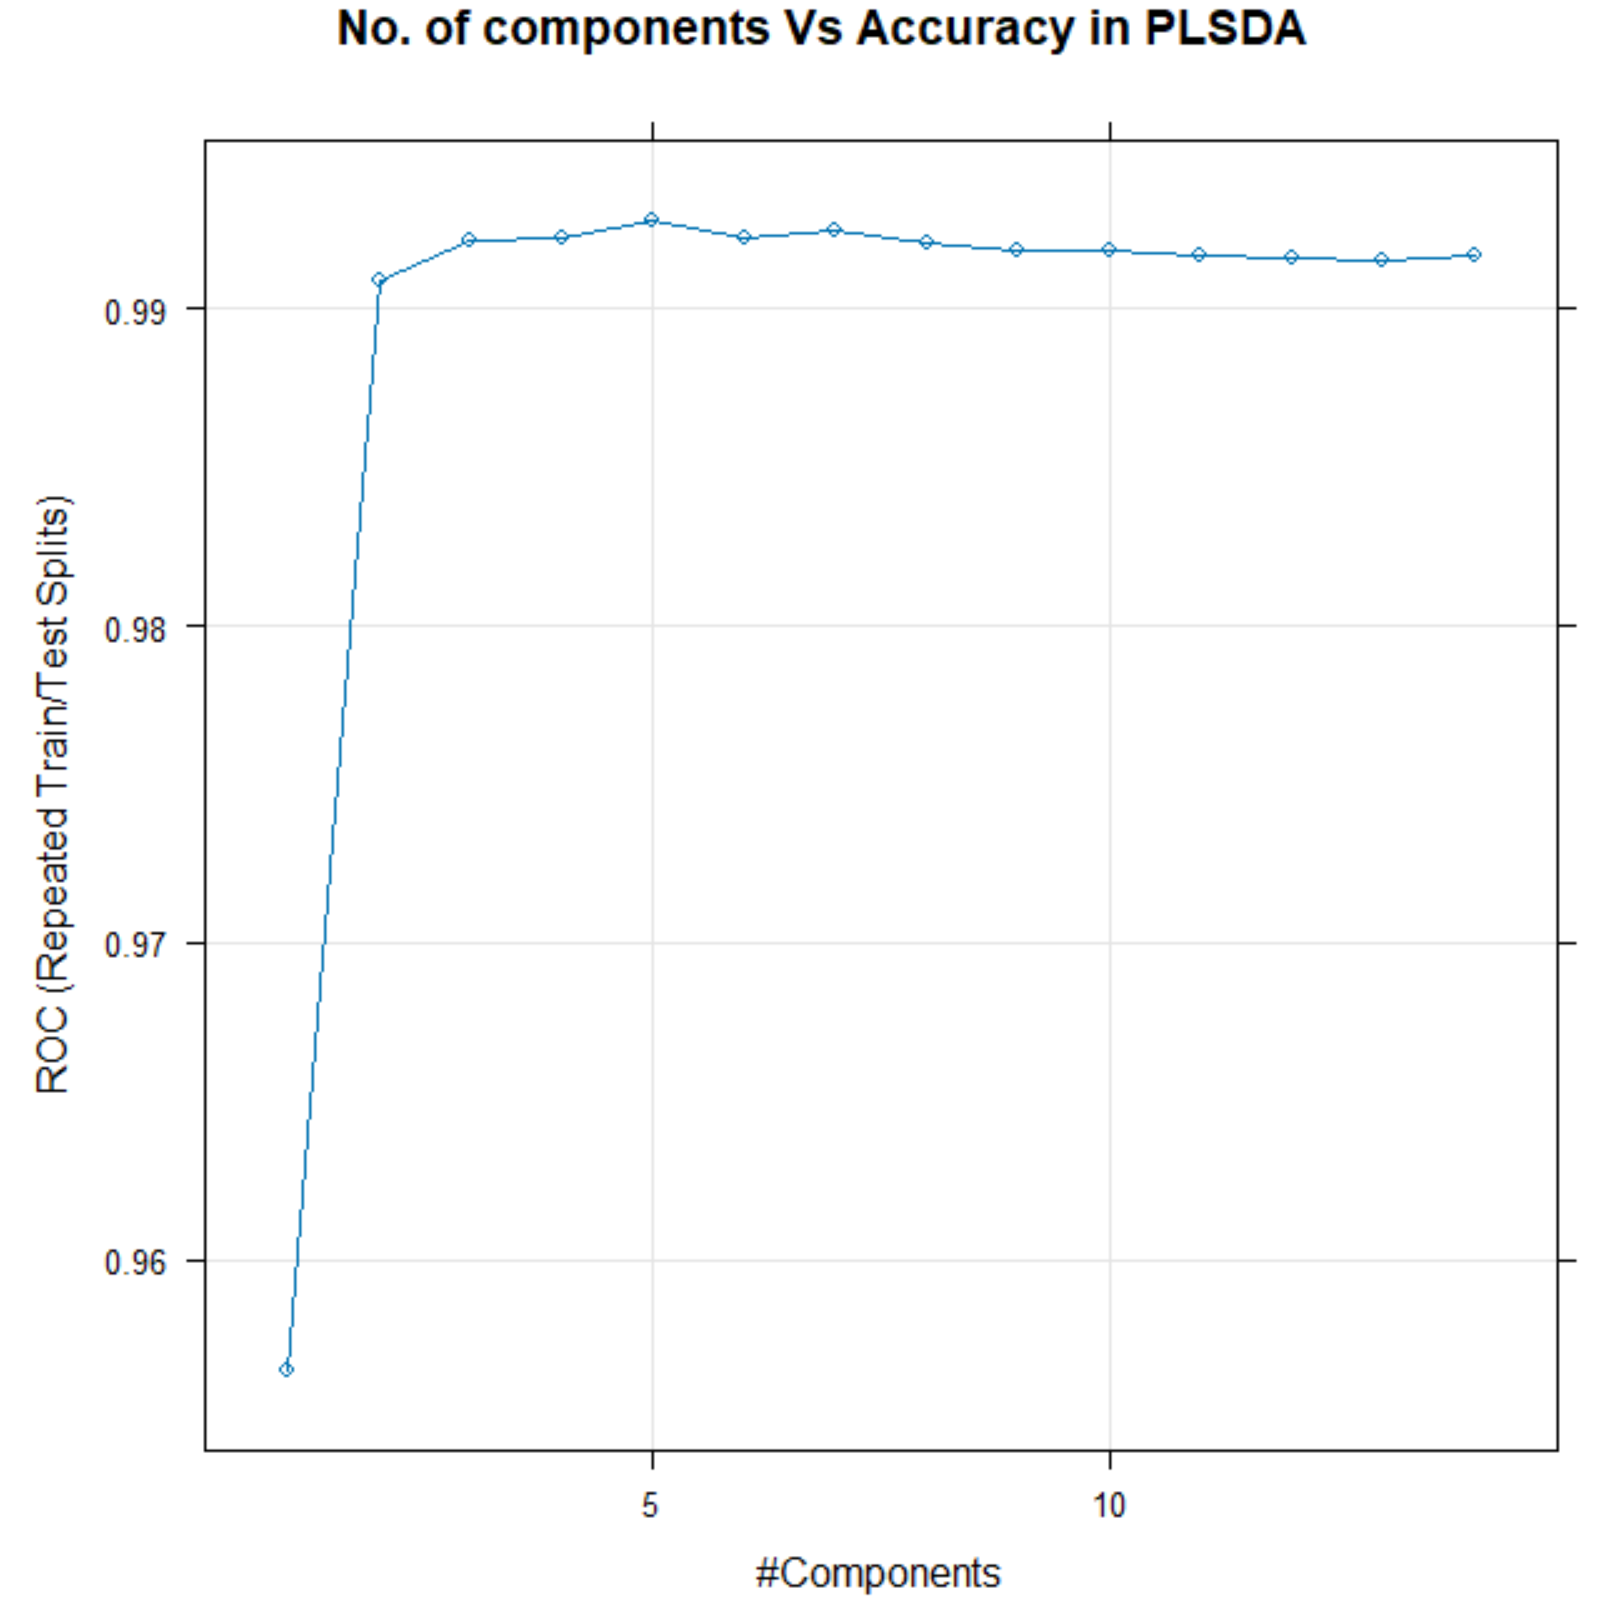 No. of components Vs Accuracy in PLSDA
ROC (Repeated Train/Test Splits)
0.99
0.98
0.97
0.96
5
10
#Components